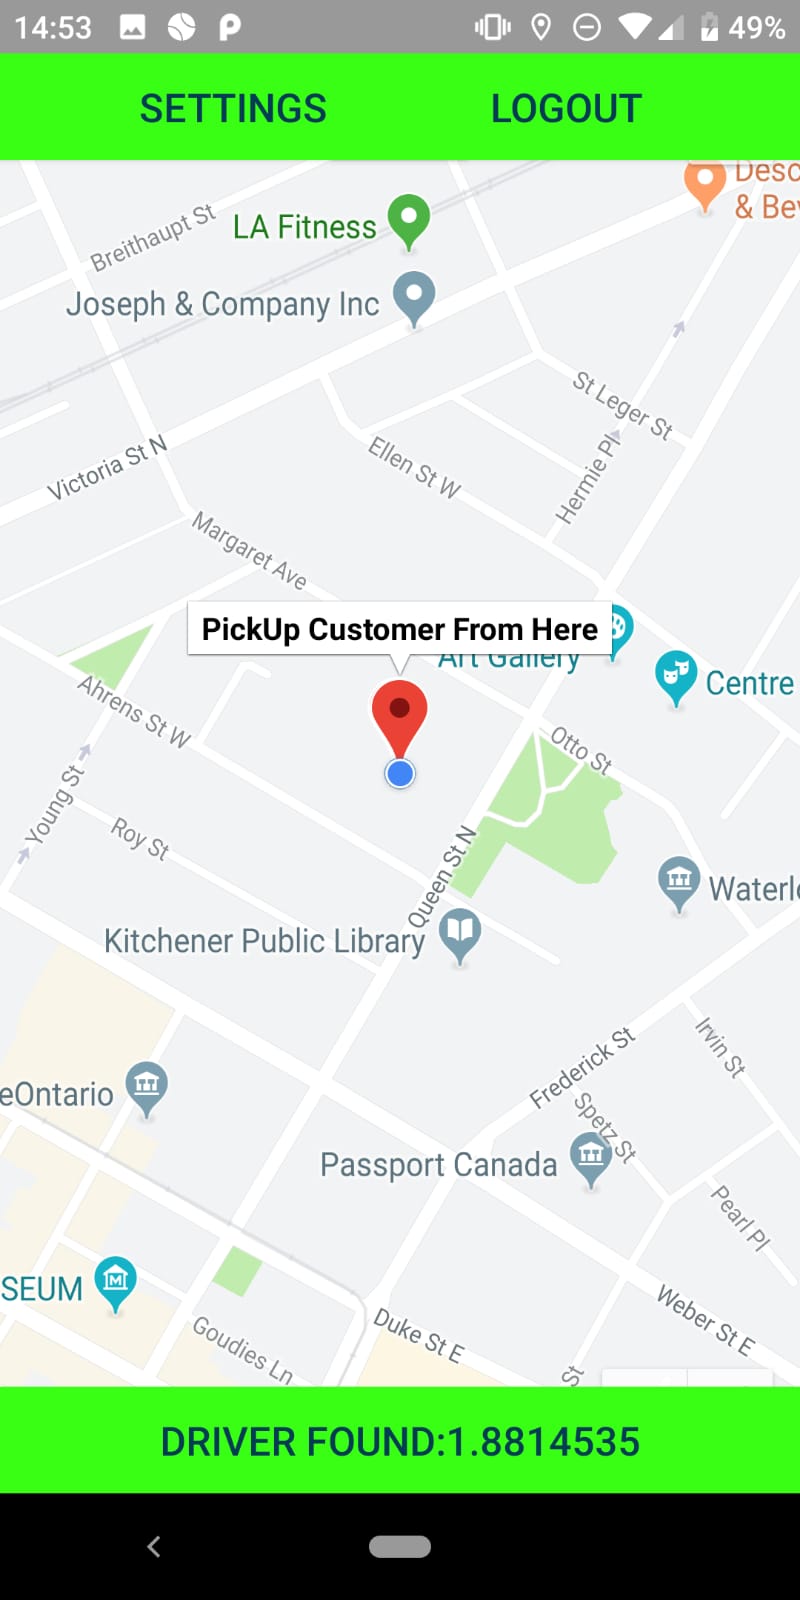 14:53
49%
SETTINGS
LOGOUT
& Be
Breithaupt St
LA Fitness
Joseph & Company Inc
St Leger St
Victoria St N
Ellen St W
Hermie Pl
Margaret Ave
PickUp Customer From Here
Art Gallery
Centre
Ahrens St W
Otto St
Young St
Roy St
Queen St N
Waterl
Kitchener Public Library
Irvin St
Frederick St
eOntario
Spetz St
Passport Canada
Pearl Pl
SEUM
Weber St E
Goudies Ln
Duke St E
St
DRIVER FOUND:1.8814535